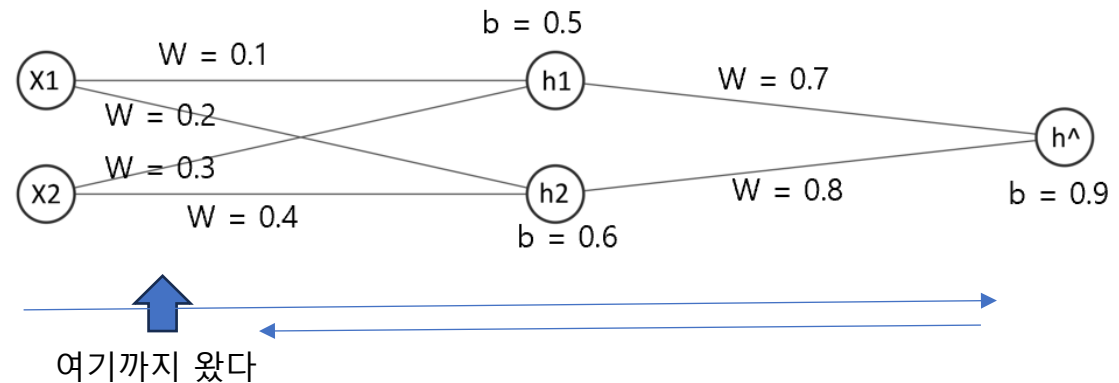 b = 0.5
W = 0.1
X1
h1
W = 0.7
W = 0.2
h^
W = 0.3
X2
h2
W = 0.8
b = 0.9
W = 0.4
b = 0.6
여기까지 왔다